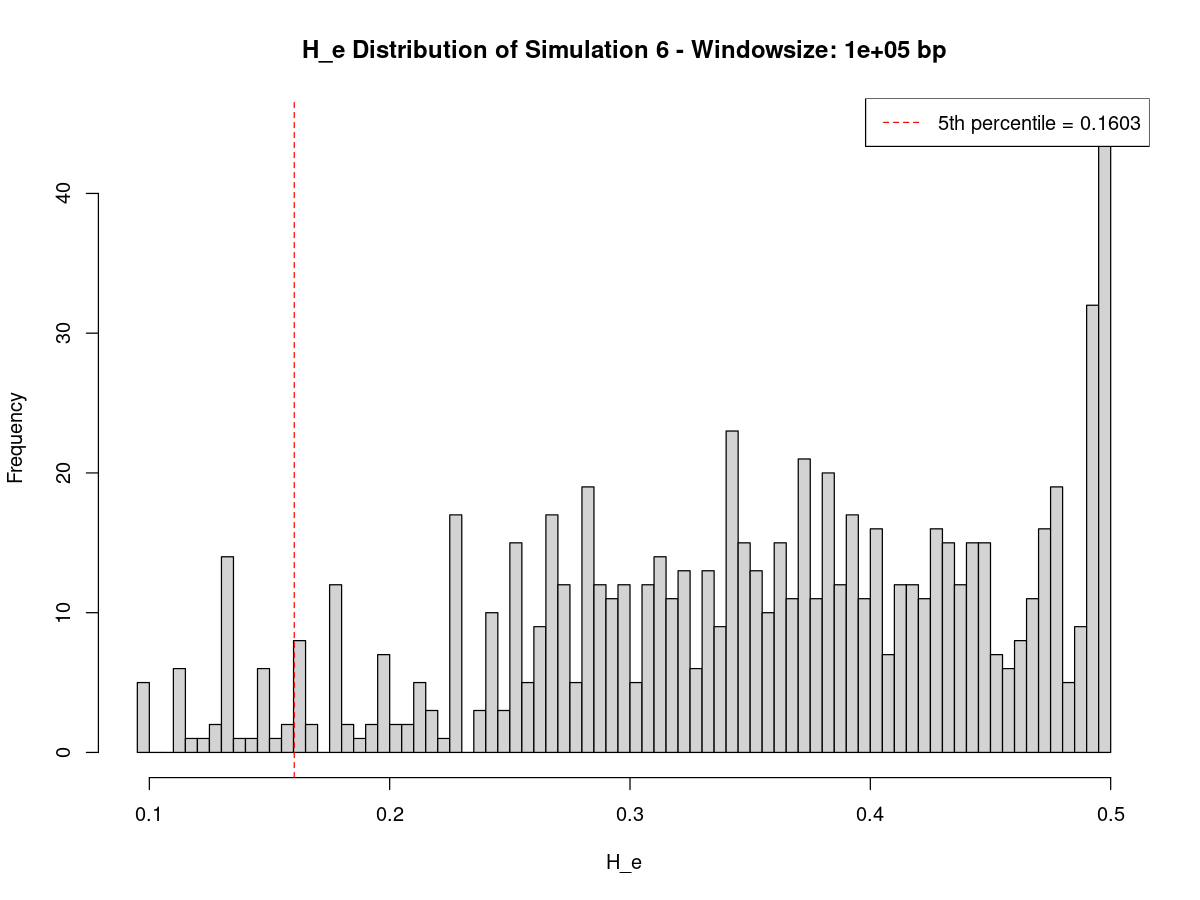 H_e Distribution of Simulation 6 - Windowsize: 1e+05 bp
5th percentile = 0.1603
Frequency
40
30
20
10
0
0.1 0.2 0.3 0.4 0.5
H_e